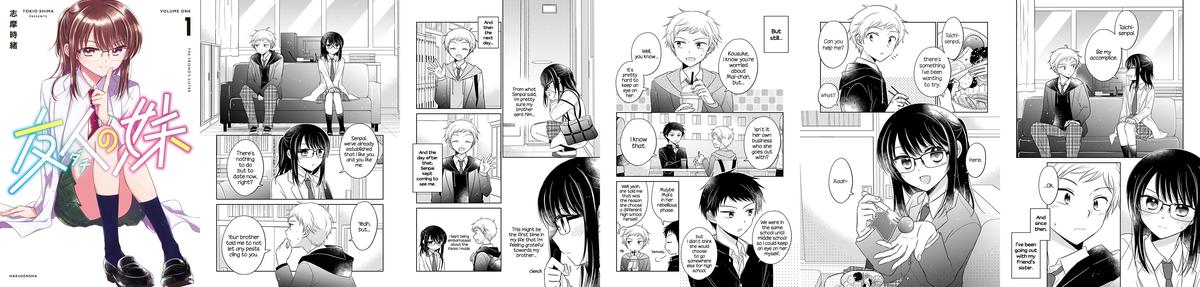 志摩時緒
TOKIO SHIMA
PRESENTS
VOLUME ONE
1
THE FRIEND'S SISTER
友人の妹
HAKUSENSHA
Senpai,
we've already
established
that I like you
and you like
me.
There's
nothing
to do
but to
date now,
right?
Yeah,
but...
Your brother
told me to not
let any pests
cling to you.
And
then the
next day...
And the
day after
that,
Senpai
kept coming
to see me.
I kept being
embarrassed
about the
faces I made
From what
Senpai said,
I'm pretty
sure my
brother
sent him...
This might be
the first time in
my life that I'm
feeling grateful
towards my
brother...
clench
But
still...
Well,
you know...
It's
pretty
hard to
keep an
eye on
her.
Kousuke,
I know you're
worried
about
Mai-chan,
but...
I know
that.
Isn't it
her own
business
who she
goes out
with?
Well yeah,
she told me
that was
the reason
she chose
a different
high school
herself.
Maybe
Mai's
in her
rebellious
phase.
We were in
the same
school until
middle school
so I could keep
an eye on her
myself,
but
I didn't think
she would
choose
to go
somewhere
else for high
school
Can you
help me?
what?
Taichi-
senpai,
there's
something
I've been
wanting
to try.
Here.
Aaah~
Taichi-
senpai.
Be my
accomplice.
...Ok.
And
since
then,
I've been
going out
with my
friend's
sister.